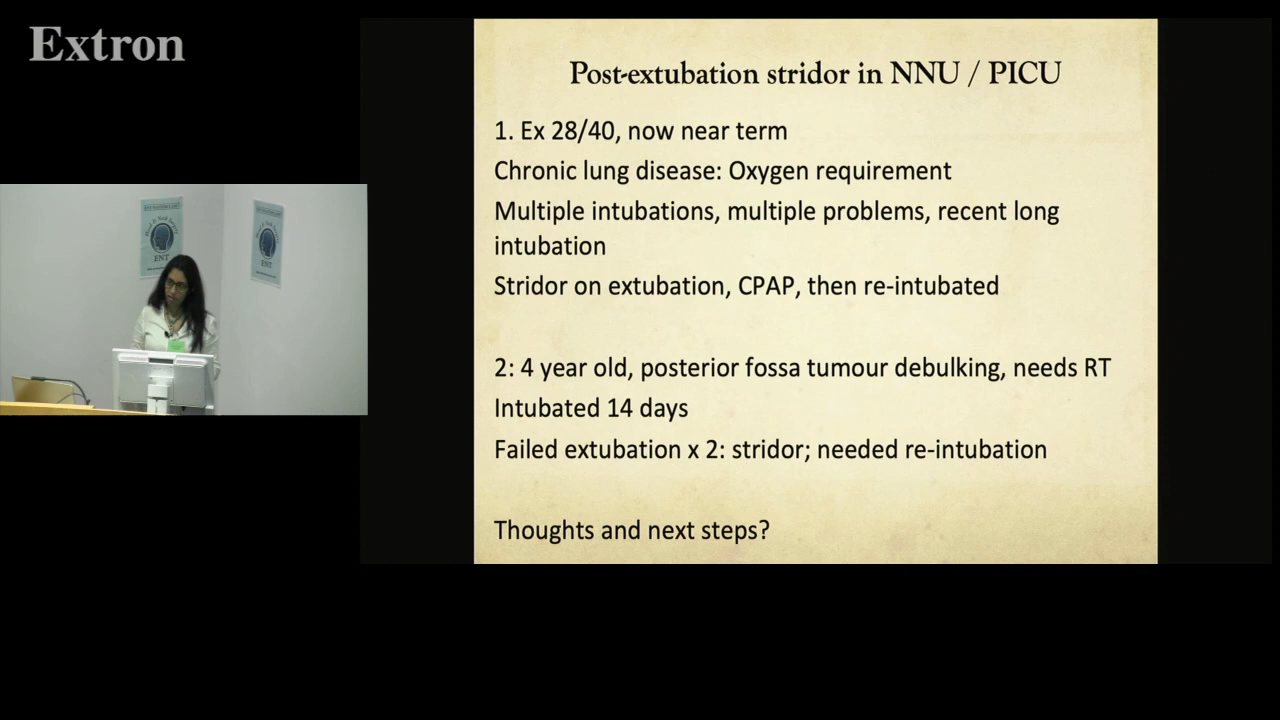 Extron
Post-extubation stridor in NNU / PICU
1. Ex 28/40, now near term
Chronic lung disease: Oxygen requirement
Multiple intubations, multiple problems, recent long
intubation
Stridor on extubation, CPAP, then re-intubated
2: 4 year old, posterior fossa tumour debulking, needs RT
Intubated 14 days
Failed extubation x 2: stridor; needed re-intubation
Thoughts and next steps?
ENT
ENT